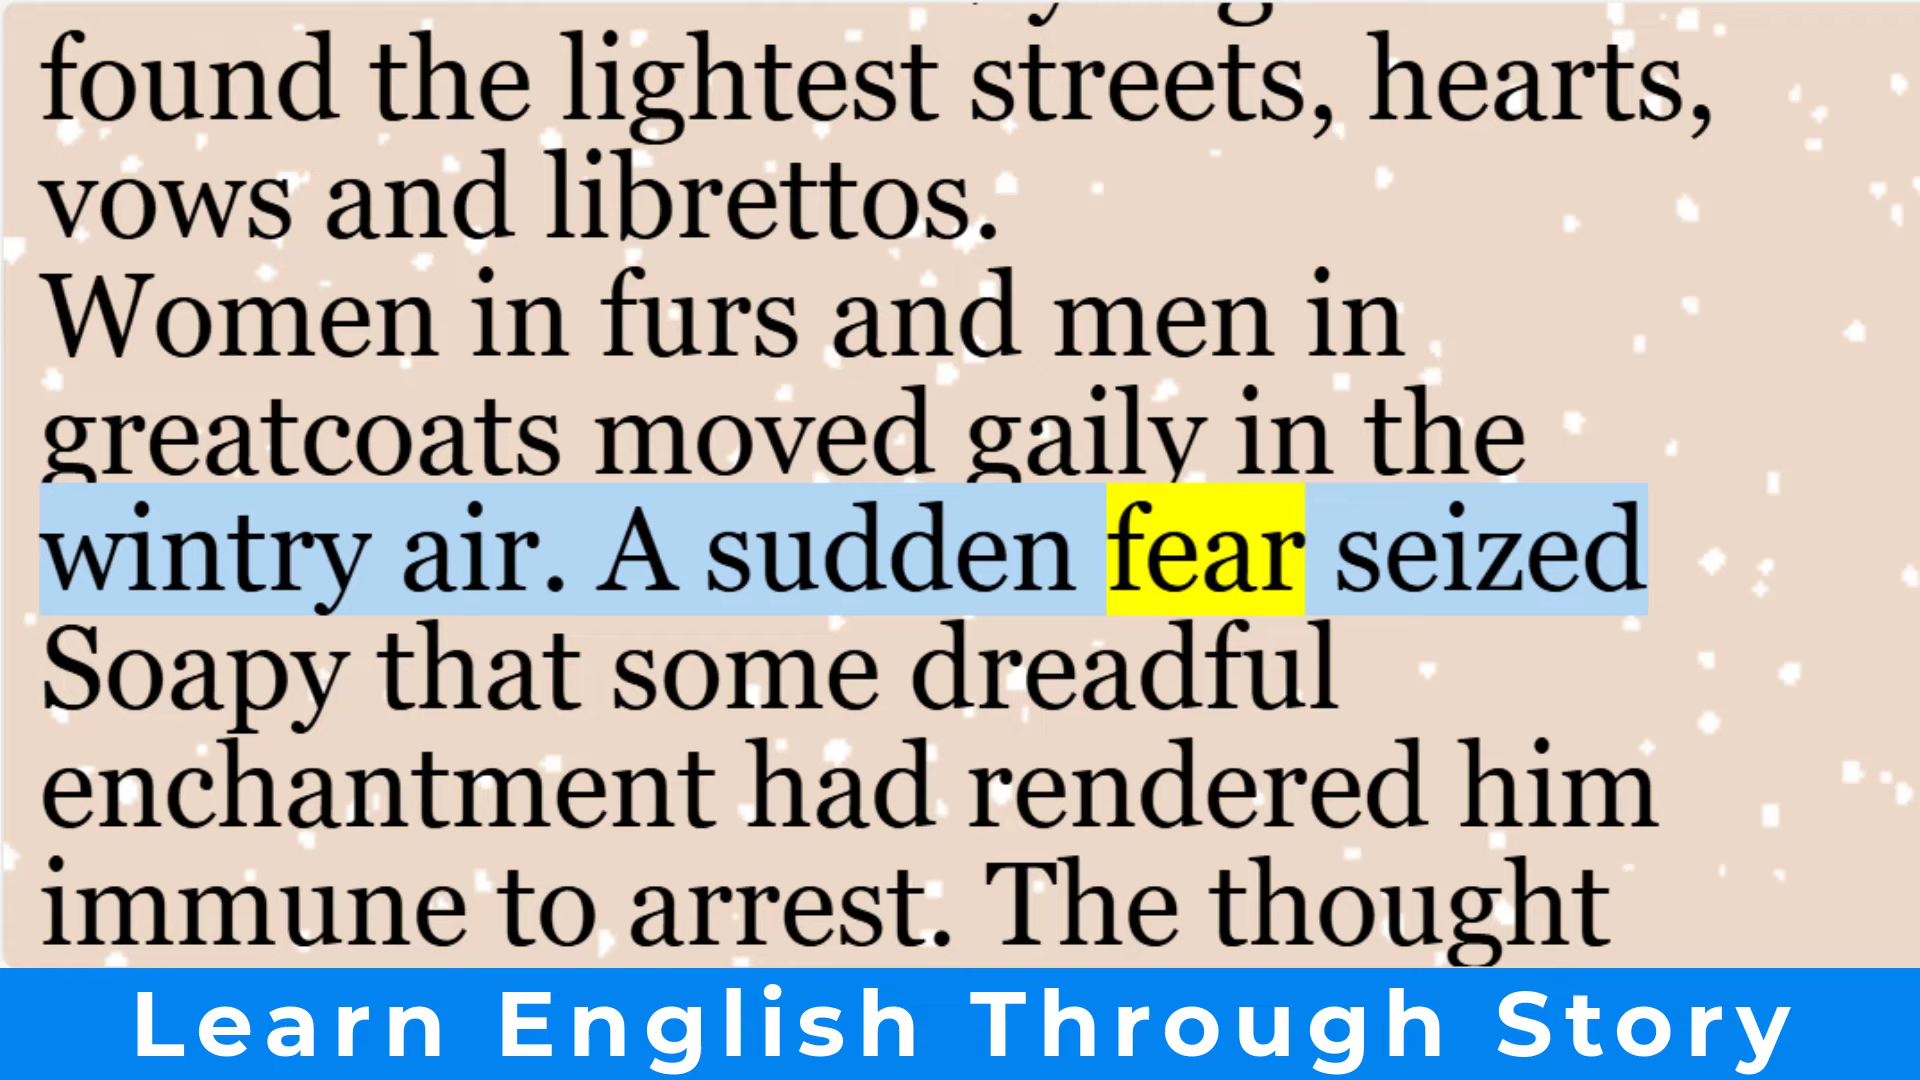 found the lightest streets, hearts,
vows and librettos.
Women in furs and men in
greatcoats moved gaily in the
wintry air. A sudden fear seized
Soapy that some dreadful
enchantment had rendered him
immune to arrest. The thought
Learn English Through Story